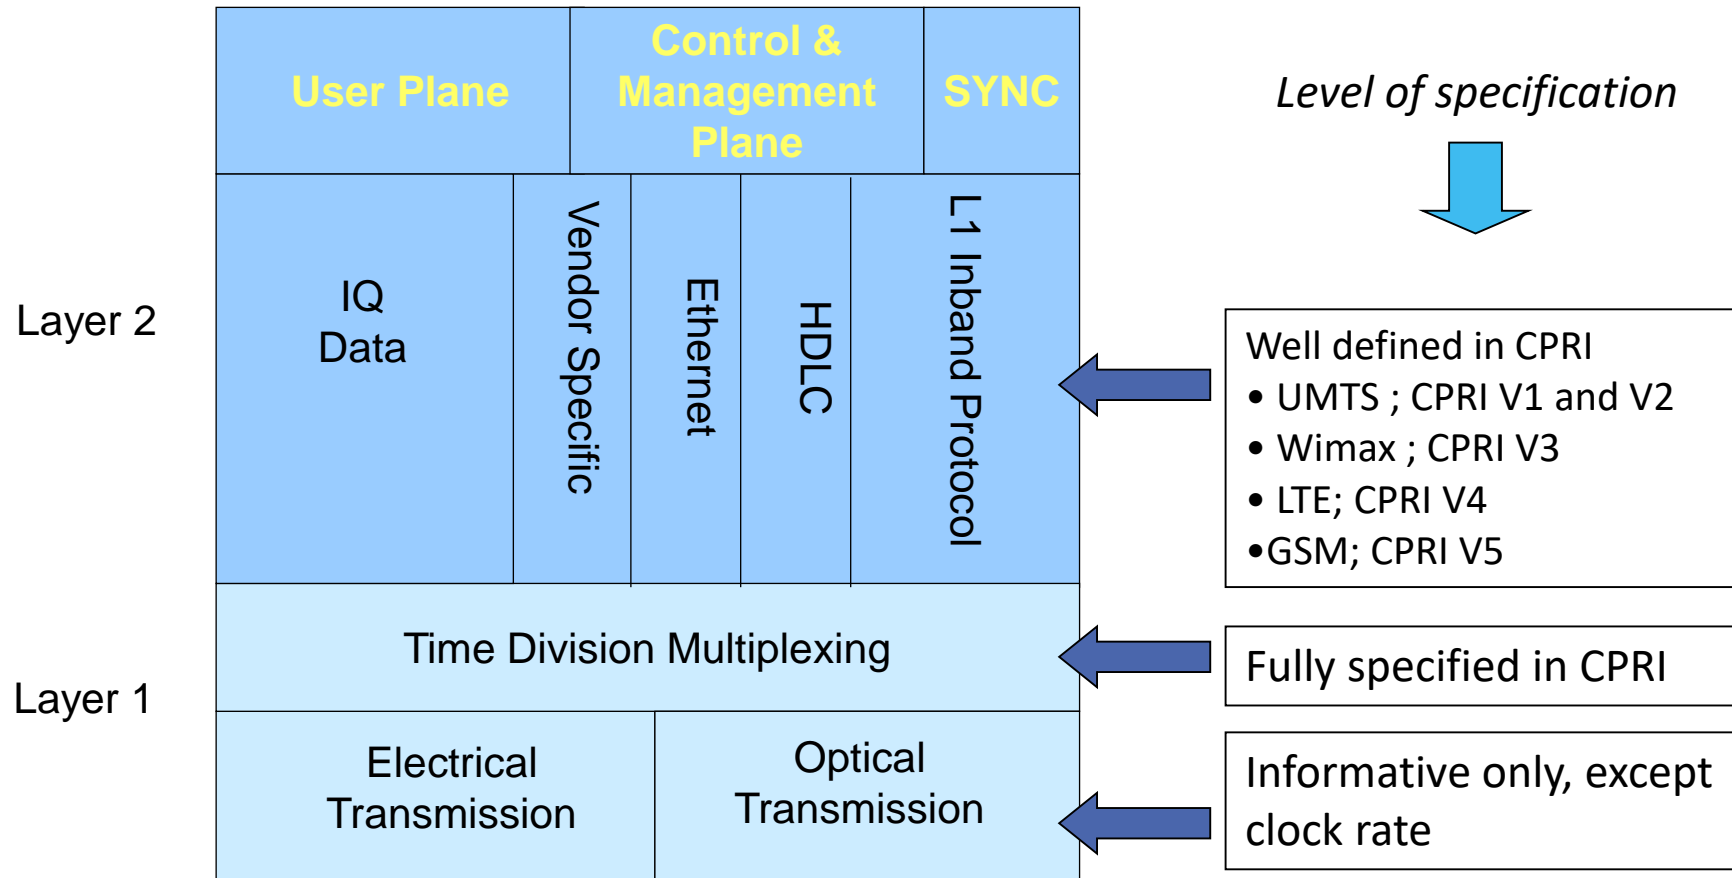 User Plane
Control &
Management
Plane
SYNC
Level of specification
Layer 2
IQ
Data
Vendor Specific
Ethernet
HDLC
L1 Inband Protocol
Well defined in CPRI
• UMTS ; CPRI V1 and V2
• Wimax ; CPRI V3
• LTE; CPRI V4
•GSM; CPRI V5
Layer 1
Time Division Multiplexing
Fully specified in CPRI
Electrical
Transmission
Optical
Transmission
Informative only, except
clock rate